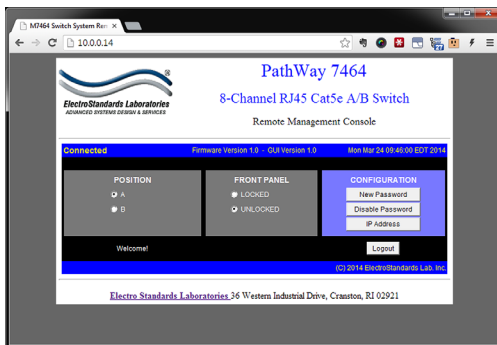 M7464 Switch System Rem
10.0.0.14
ElectroStandards Laboratories
ADVANCED SYSTEMS DESIGN & SERVICES
®
PathWay 7464
8-Channel RJ45 Cat5e A/B Switch
Remote Management Console
Connected Firmware Version 1.0 - GUI Version 1.0 Mon Mar 24 09:46:00 EDT 2014
POSITION FRONT PANEL CONFIGURATION
A LOCKED New Password
B UNLOCKED Disable Password
IP Address
Welcome! Logout
(C) 2014 ElectroStandards Lab. Inc.
Electro Standards Laboratories 36 Western Industrial Drive, Cranston, RI 02921